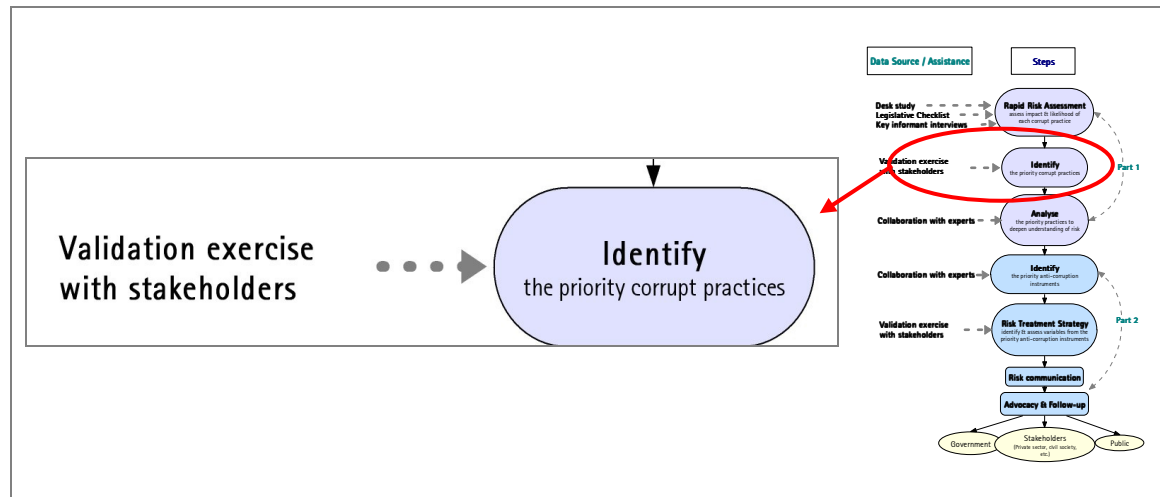 Validation exercise
with stakeholders
Identify
the priority corrupt practices
Data Source / Assistance
Steps
Desk study
Legislative Checklist
Key informant interviews
Rapid Risk Assessment
assess impact & likelihood of
each corrupt practice
Validation exercise
with stakeholders
Identify
the priority corrupt practices
Part 1
Analyse
the priority practices to
deepen understanding of risk
Collaboration with experts
Identify
the priority anti-corruption
instruments
Collaboration with experts
Part 2
Validation exercise
with stakeholders
Risk Treatment Strategy
identify & assess variables from the
priority anti-corruption instruments
Risk communication
Advocacy & Follow-up
Government
Stakeholders
(Private sector, civil society,
etc.)
Public